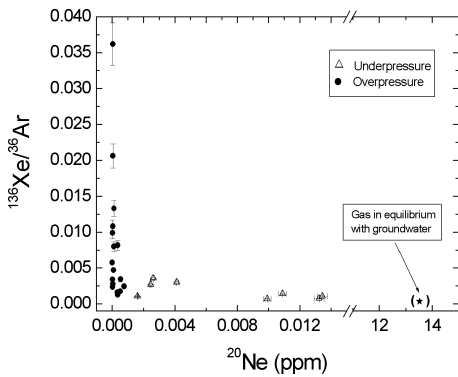 0.040
0.035
0.030
0.025
0.020
0.015
0.010
0.005
0.000
¹³⁶Xe/³⁶Ar
△ Underpressure
● Overpressure
Gas in equilibrium
with groundwater
(★)
0.000 0.004 0.008 0.012 12 14
²⁰Ne (ppm)